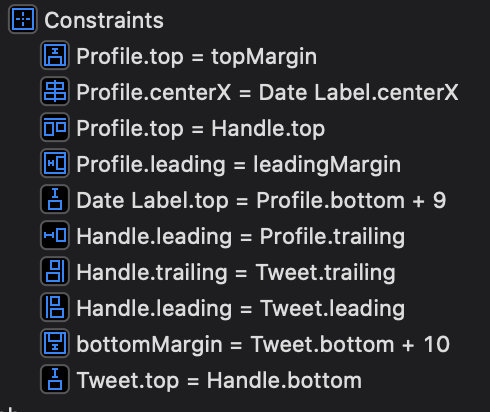 Constraints
Profile.top = topMargin
Profile.centerX = Date Label.centerX
Profile.top = Handle.top
Profile.leading = leadingMargin
Date Label.top = Profile.bottom + 9
Handle.leading = Profile.trailing
Handle.trailing = Tweet.trailing
Handle.leading = Tweet.leading
bottomMargin = Tweet.bottom + 10
Tweet.top = Handle.bottom